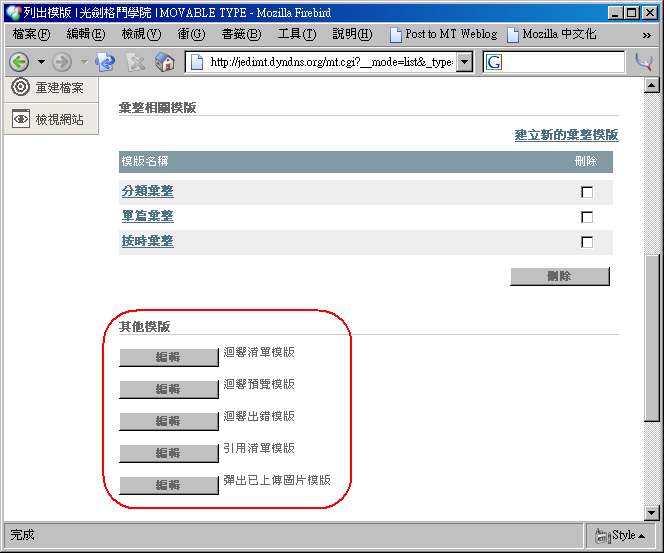 列出模版 | 光劍格鬥學院 | MOVABLE TYPE - Mozilla Firebird
檔案(F) 編輯(E) 檢視(V) 衝(G) 書籤(B) 工具(T) 說明(H) Post to MT Weblog Mozilla 中文化 »
http://jedimt.dyndns.org/mt.cgi?__mode=list&_type= G
重建檔案
檢視網站
彙整相關模版
建立新的彙整模版
模版名稱 刪除
分類彙整
單篇彙整
按時彙整
刪除
其他模版
編輯 迴響清單模版
編輯 迴響預覽模版
編輯 迴響出錯模版
編輯 引用清單模版
編輯 彈出已上傳圖片模版
完成 Style